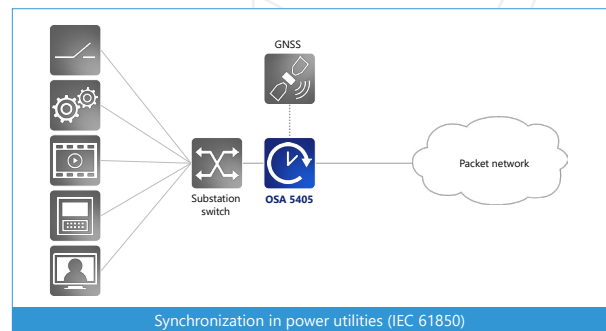 GNSS
Substation
switch
OSA 5405
Packet network
Synchronization in power utilities (IEC 61850)